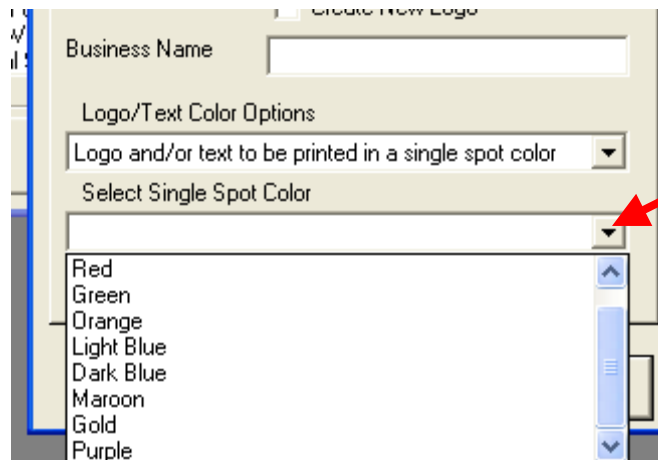 Create New Logo
Business Name
Logo/Text Color Options
Logo and/or text to be printed in a single spot color
Select Single Spot Color
Red
Green
Orange
Light Blue
Dark Blue
Maroon
Gold
Purple